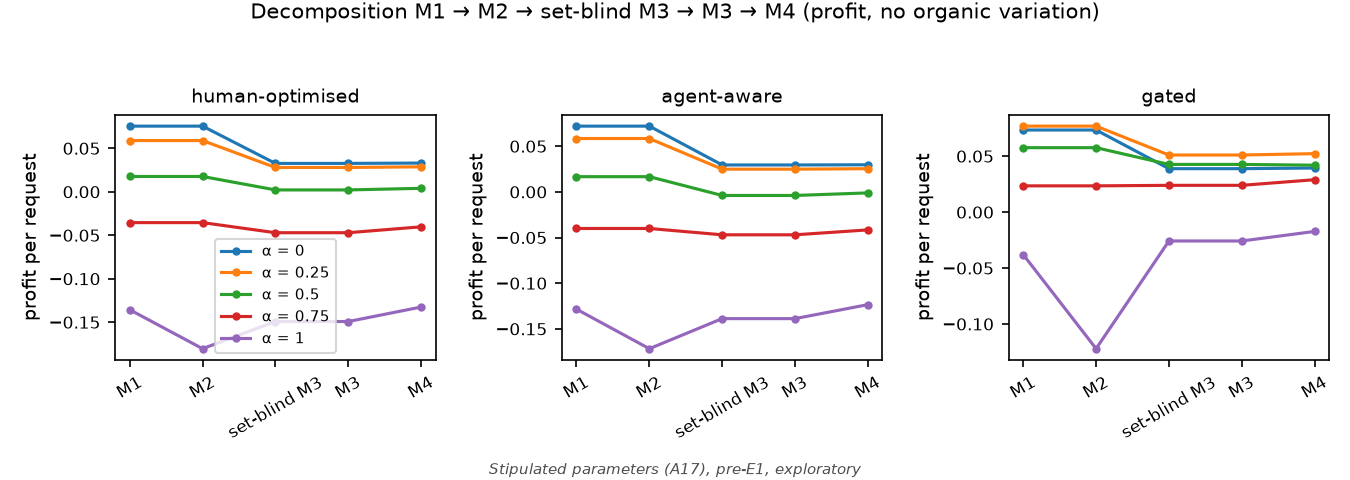 Decomposition M1 → M2 → set-blind M3 → M3 → M4 (profit, no organic variation)
human-optimised
profit per request
0.05
0.00
−0.05
−0.10
−0.15
α = 0
α = 0.25
α = 0.5
α = 0.75
α = 1
M1
M2
set-blind M3
M3
M4
agent-aware
profit per request
0.05
0.00
−0.05
−0.10
−0.15
M1
M2
set-blind M3
M3
M4
gated
profit per request
0.05
0.00
−0.05
−0.10
M1
M2
set-blind M3
M3
M4
Stipulated parameters (A17), pre-E1, exploratory